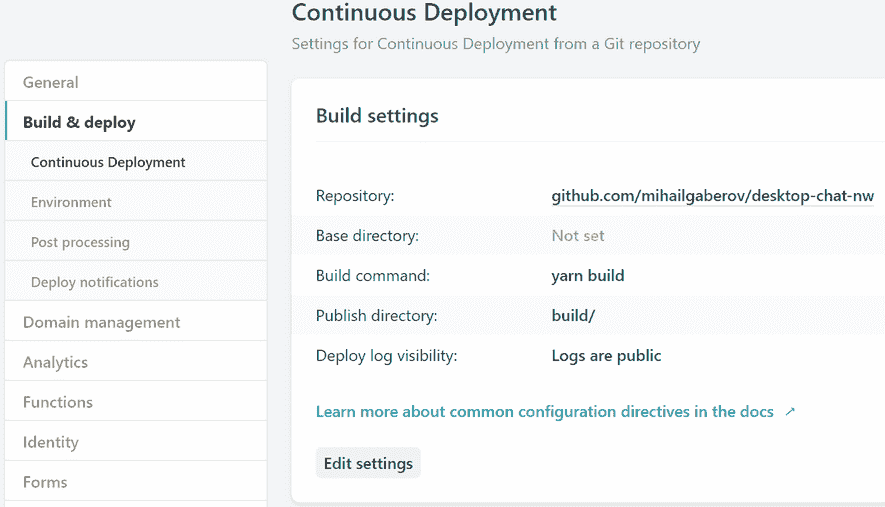 Continuous Deployment
Settings for Continuous Deployment from a Git repository
General
Build & deploy
Continuous Deployment
Environment
Post processing
Deploy notifications
Domain management
Analytics
Functions
Identity
Forms
Build settings
Repository: github.com/mihailgaberov/desktop-chat-nw
Base directory: Not set
Build command: yarn build
Publish directory: build/
Deploy log visibility: Logs are public
Learn more about common configuration directives in the docs ↗
Edit settings